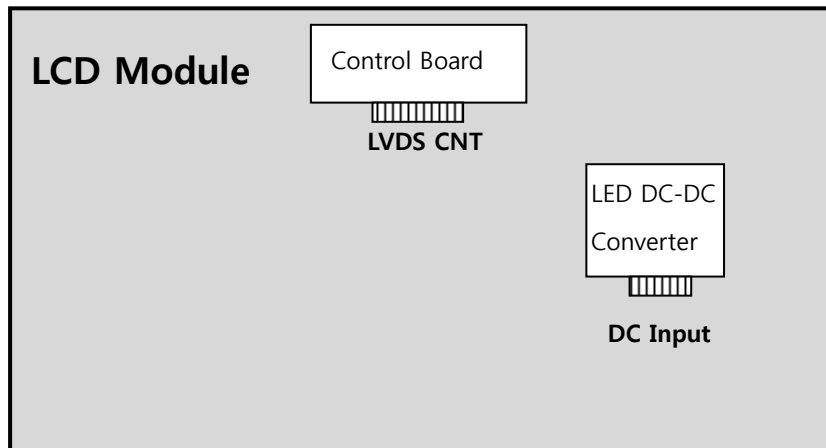 LCD Module
Control Board
LVDS CNT
LED DC-DC
Converter
DC Input